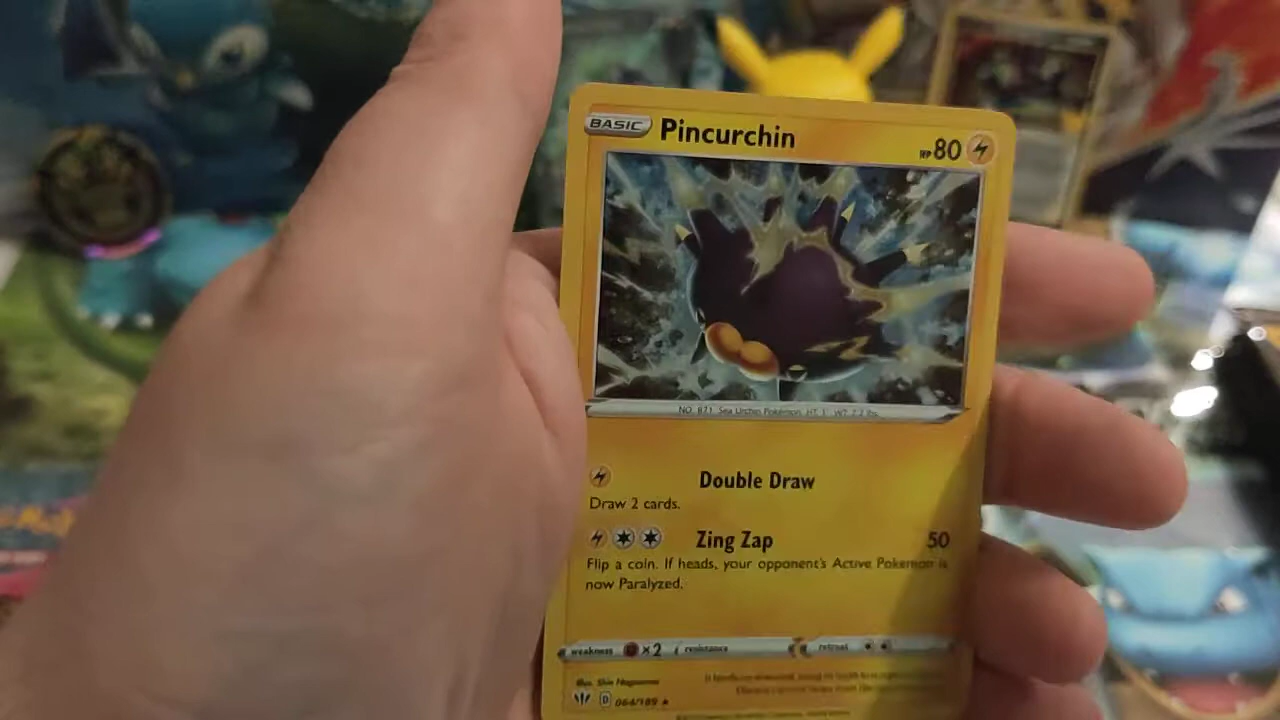 BASIC Pincurchin HP 80
NO. 871 Sea Urchin Pokémon HT: 1' WT: 2.2 lbs.
Double Draw
Draw 2 cards.
Zing Zap 50
Flip a coin. If heads, your opponent's Active Pokémon is
now Paralyzed.
weakness ×2 resistance retreat
Illus. Shin Nagasawa
D 064/189 ★